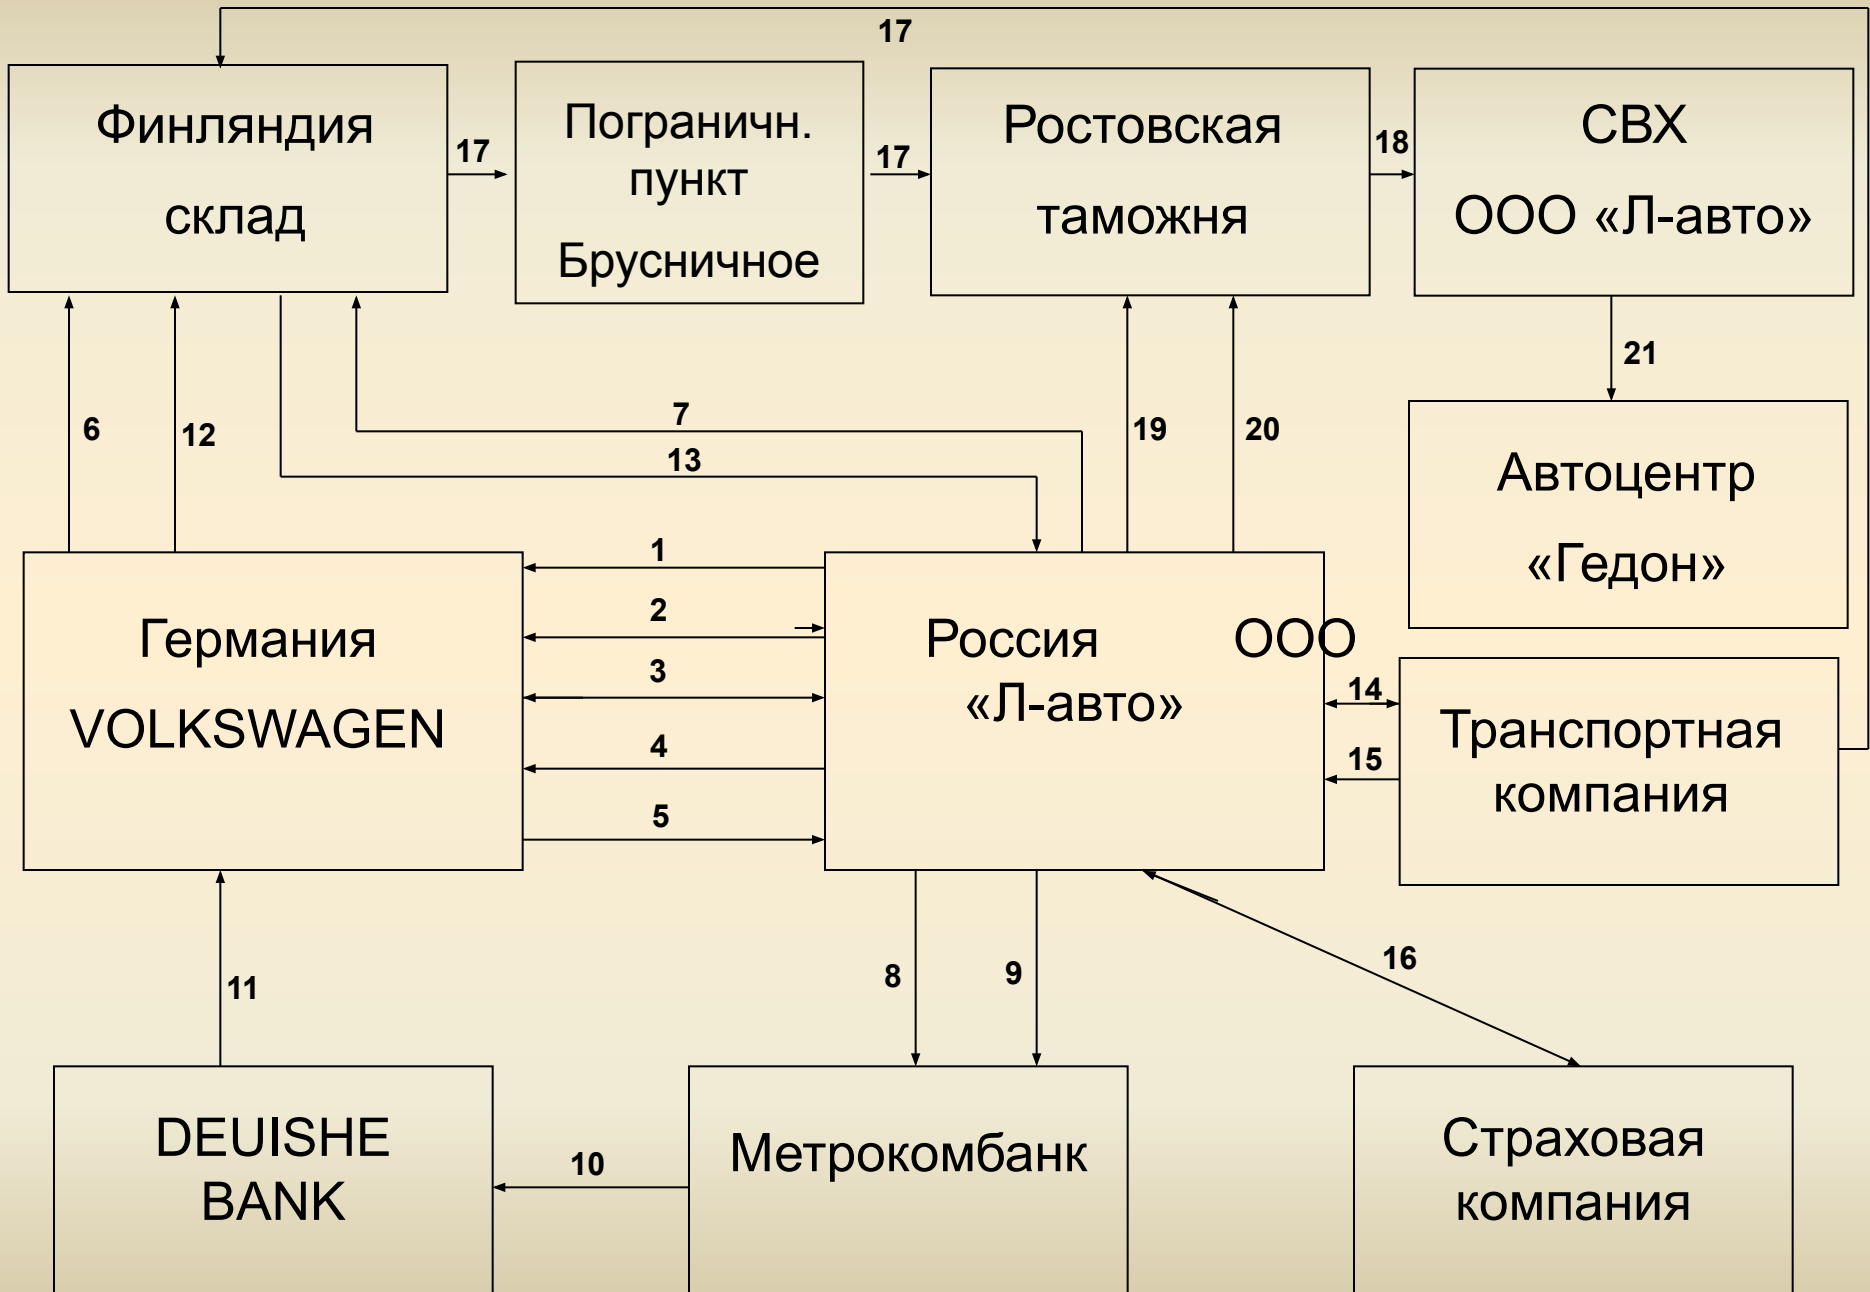 17
Финляндия
склад
17
Пограничн.
пункт
Брусничное
17
Ростовская
таможня
18
СВХ
ООО «Л-авто»
21
6
12
7
13
19
20
Автоцентр
«Гедон»
Германия
VOLKSWAGEN
1
2
3
4
5
Россия ООО
«Л-авто»
14
15
Транспортная
компания
11
8
9
16
DEUISHE
BANK
10
Метрокомбанк
Страховая
компания